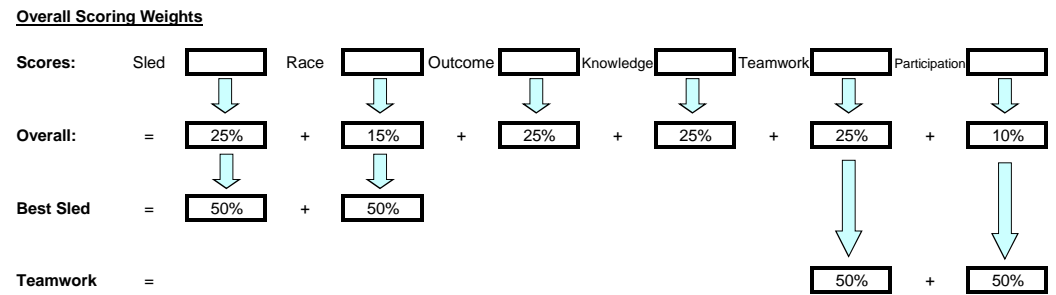 Overall Scoring Weights
Scores: Sled Race Outcome Knowledge Teamwork Participation
Overall: = 25% + 15% + 25% + 25% + 25% + 10%
Best Sled = 50% + 50%
Teamwork = 50% + 50%